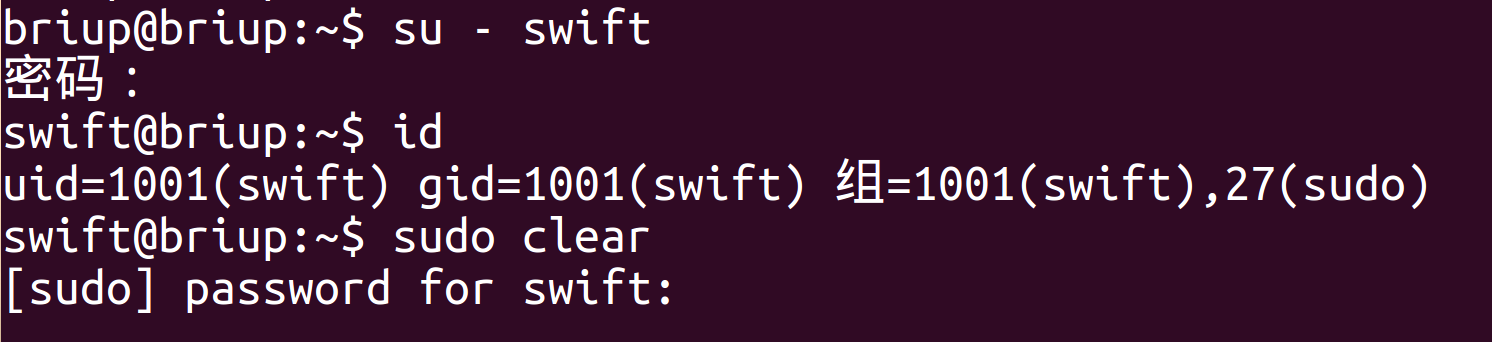 briup@briup:~$ su - swift
密码：
swift@briup:~$ id
uid=1001(swift) gid=1001(swift) 组=1001(swift),27(sudo)
swift@briup:~$ sudo clear
[sudo] password for swift: